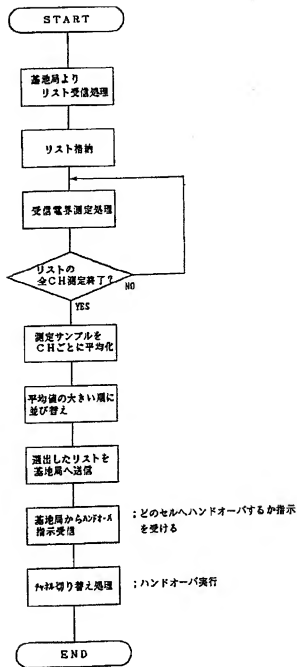 START
基地局より
リスト受信処理
リスト格納
受信電界測定処理
リストの
全CH測定終了?
NO
YES
測定サンプルを
CHごとに平均化
平均値の大きい順に
並び替え
選出したリストを
基地局へ送信
基地局からハンドオーバ
指示受信
;どのセルへハンドオーバするか指示
を受ける
チャネル切り替え処理
;ハンドオーバ実行
END